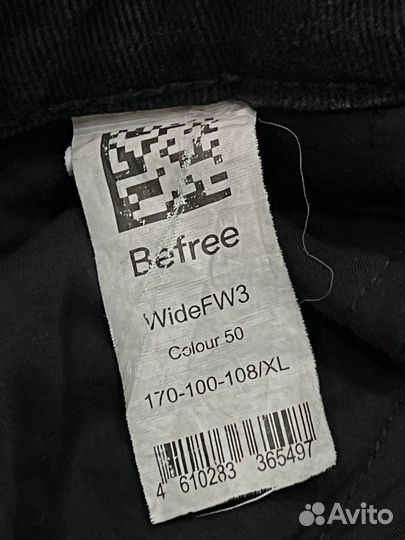 Befree
WideFW3
Colour 50
170-100-108/XL
4 610283 365497
Avito